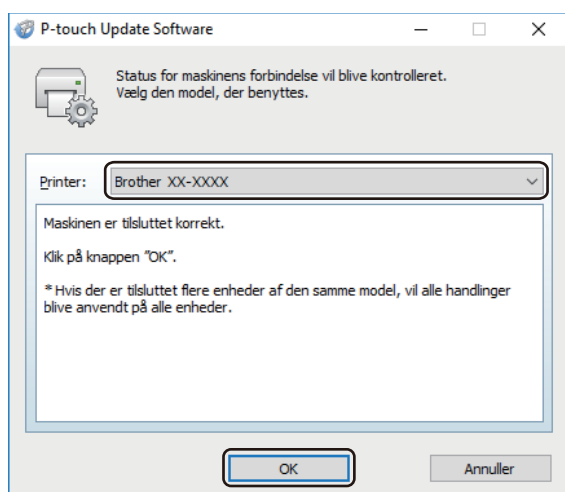 P-touch Update Software
Status for maskinens forbindelse vil blive kontrolleret.
Vælg den model, der benyttes.
Printer: Brother XX-XXXX
Maskinen er tilsluttet korrekt.
Klik på knappen "OK".
* Hvis der er tilsluttet flere enheder af den samme model, vil alle handlinger
blive anvendt på alle enheder.
OK Annuller